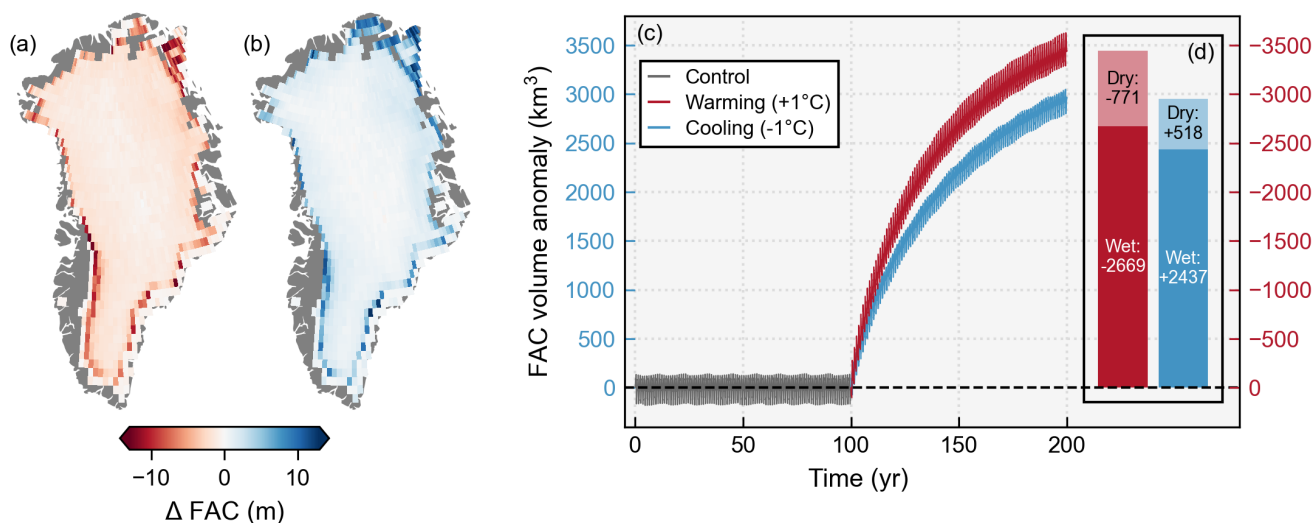 (a)
(b)
−10
0
10
Δ FAC (m)
(c)
FAC volume anomaly (km³)
3500
3000
2500
2000
1500
1000
500
0
Control
Warming (+1°C)
Cooling (-1°C)
0
50
100
150
200
Time (yr)
(d)
Dry:
-771
Wet:
-2669
Dry:
+518
Wet:
+2437
−3500
−3000
−2500
−2000
−1500
−1000
−500
0